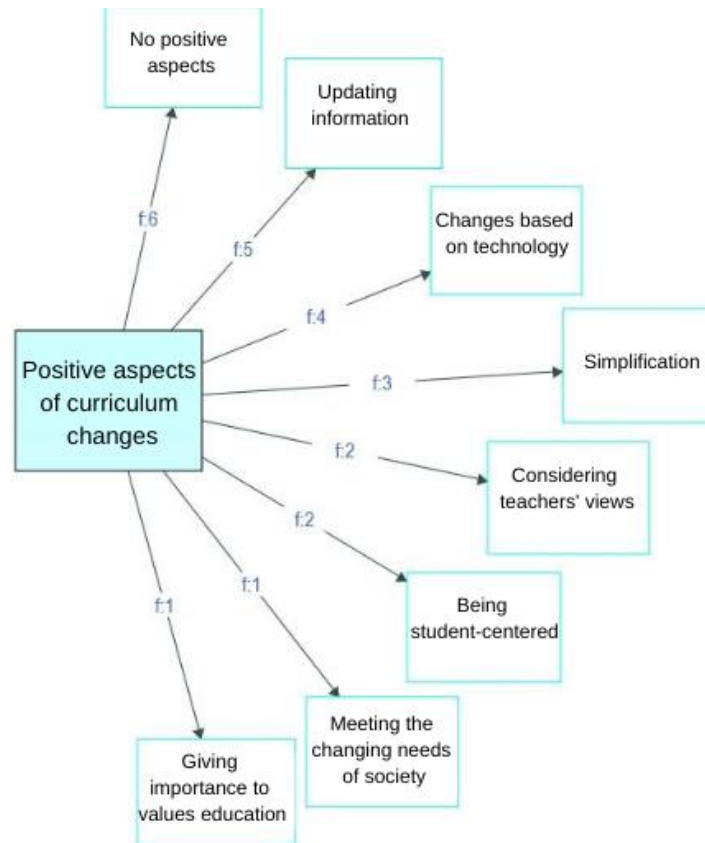 No positive
aspects
Updating
information
Changes based
on technology
Simplification
Considering
teachers' views
Being
student-centered
Meeting the
changing needs
of society
Giving
importance to
values education
Positive aspects
of curriculum
changes
f:6
f:5
f:4
f:3
f:2
f:2
f:1
f:1